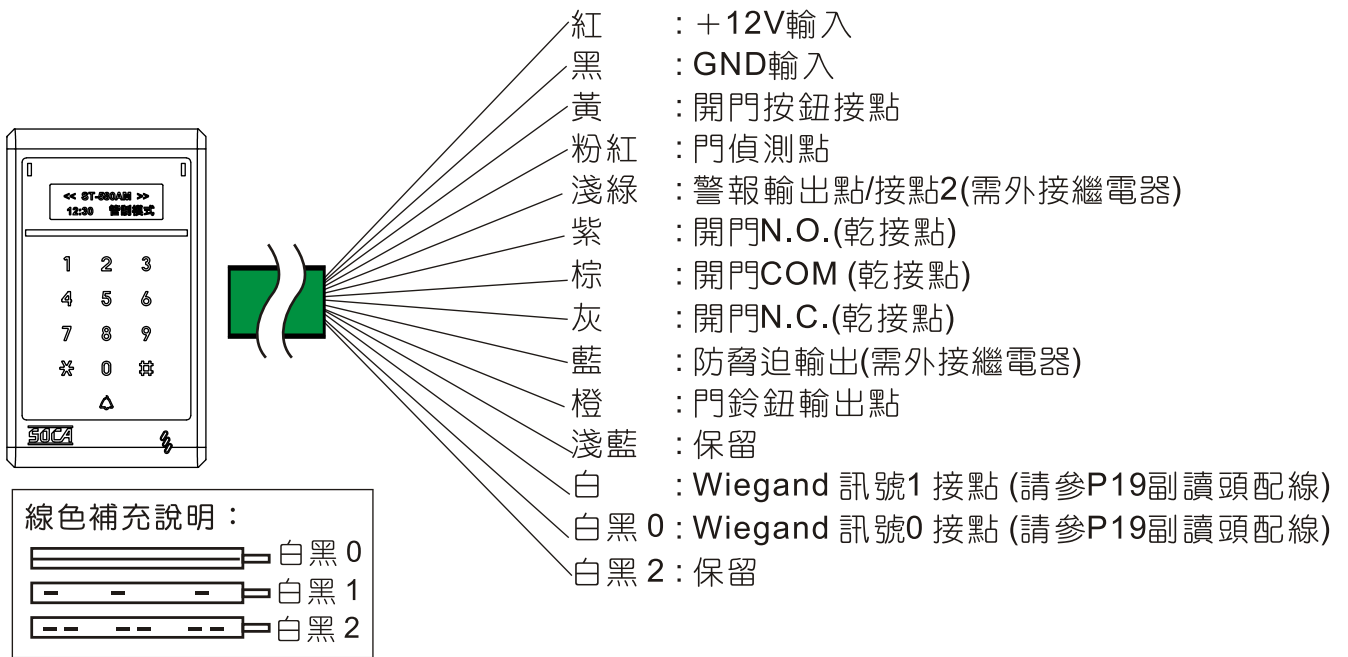 紅 : ＋12V輸入
黑 : GND輸入
黃 : 開門按鈕接點
粉紅 : 門偵測點
淺綠 : 警報輸出點/接點2(需外接繼電器)
紫 : 開門N.O.(乾接點)
棕 : 開門COM (乾接點)
灰 : 開門N.C.(乾接點)
藍 : 防脅迫輸出(需外接繼電器)
橙 : 門鈴鈕輸出點
淺藍 : 保留
白 : Wiegand 訊號1 接點 (請參P19副讀頭配線)
白黑 0 : Wiegand 訊號0 接點 (請參P19副讀頭配線)
白黑 2 : 保留
<< ST-580AM >>
12:30 管制模式
1 2 3
4 5 6
7 8 9
* 0 #
SOCA
線色補充說明：
白黑 0
白黑 1
白黑 2